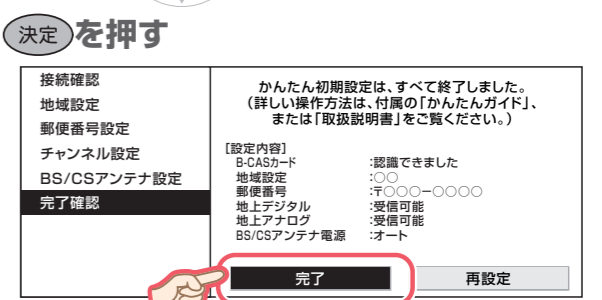 決定を押す
接続確認
地域設定
郵便番号設定
チャンネル設定
BS/CSアンテナ設定
完了確認
かんたん初期設定は、すべて終了しました。
（詳しい操作方法は、付属の「かんたんガイド」、
または「取扱説明書」をご覧ください。）
［設定内容］
B-CASカード :認識できました
地域設定 :○○
郵便番号 :〒○○○－○○○○
地上デジタル :受信可能
地上アナログ :受信可能
BS/CSアンテナ電源 :オート
完了 再設定